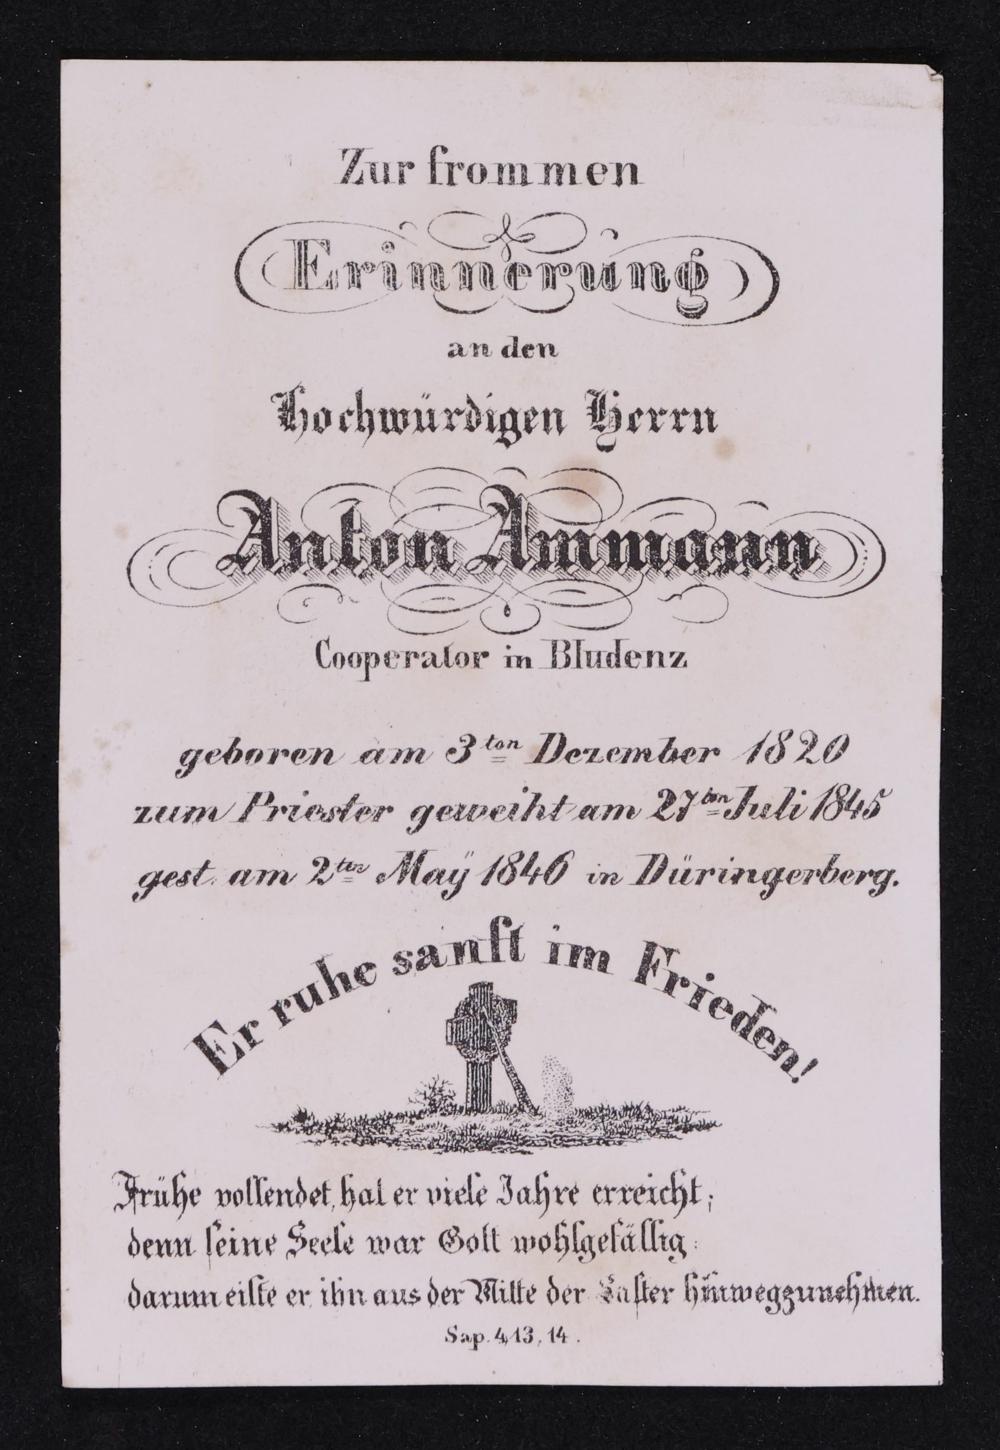 Zur frommen
Erinnerung
an den
Hochwürdigen Herrn
Anton Ammann
Cooperator in Bludenz
geboren am 3ten Dezember 1820
zum Priester geweiht am 27ten Juli 1845
gest. am 2ten Maÿ 1846 in Düringerberg.
Er ruhe sanft im Frieden!
Frühe vollendet, hat er viele Jahre erreicht;
denn seine Seele war Gott wohlgefällig:
darum eilte er, ihn aus der Mitte der Laster hinwegzunehmen.
Sap. 4,13, 14.